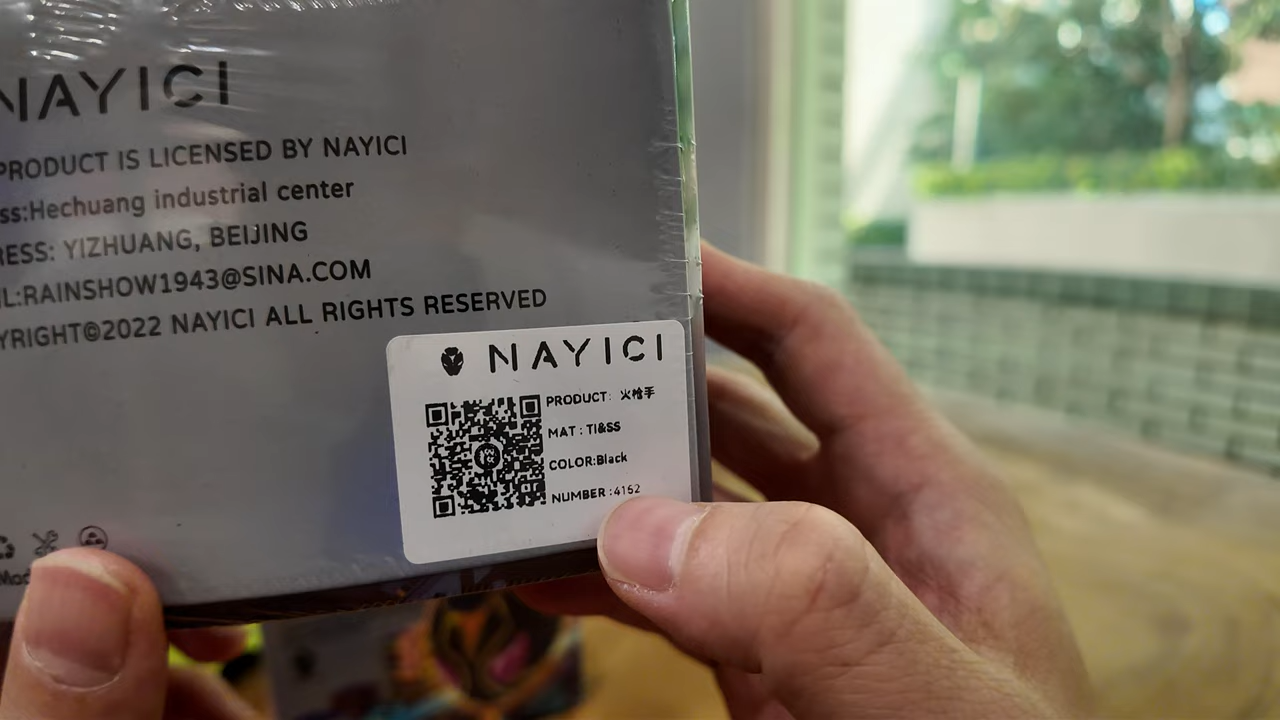 NAYICI
PRODUCT IS LICENSED BY NAYICI
ss:Hechuang industrial center
RESS: YIZHUANG, BEIJING
IL:RAINSHOW1943@SINA.COM
YRIGHT©2022 NAYICI ALL RIGHTS RESERVED
NAYICI
PRODUCT: 火枪手
MAT : TI&SS
COLOR:Black
NUMBER :4152
Mad